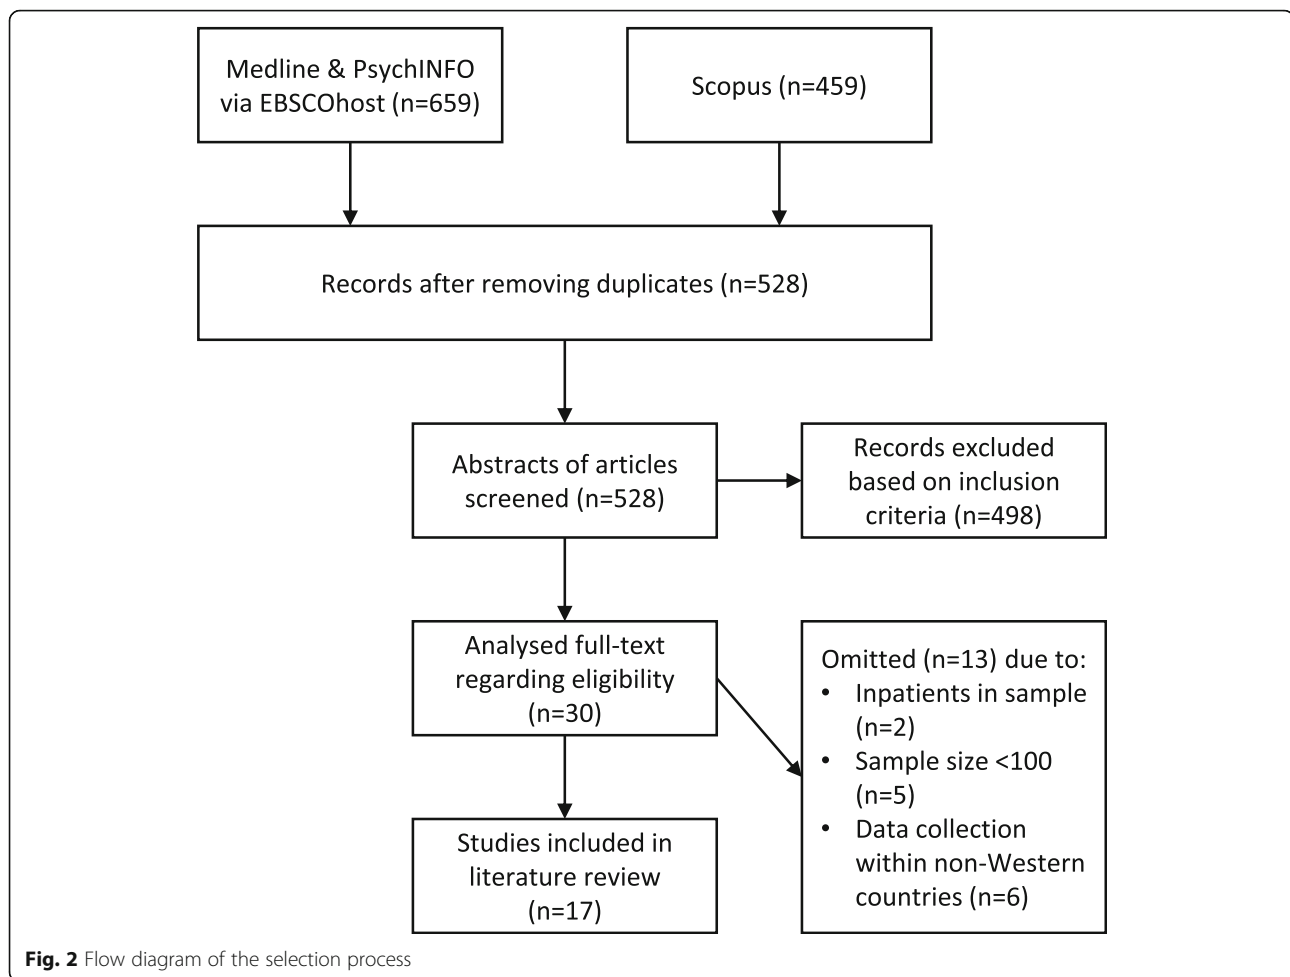 Medline & PsychINFO
via EBSCOhost (n=659)
Scopus (n=459)
Records after removing duplicates (n=528)
Abstracts of articles
screened (n=528)
Records excluded
based on inclusion
criteria (n=498)
Analysed full-text
regarding eligibility
(n=30)
Omitted (n=13) due to:
• Inpatients in sample
(n=2)
• Sample size <100
(n=5)
• Data collection
within non-Western
countries (n=6)
Studies included in
literature review
(n=17)
Fig. 2 Flow diagram of the selection process